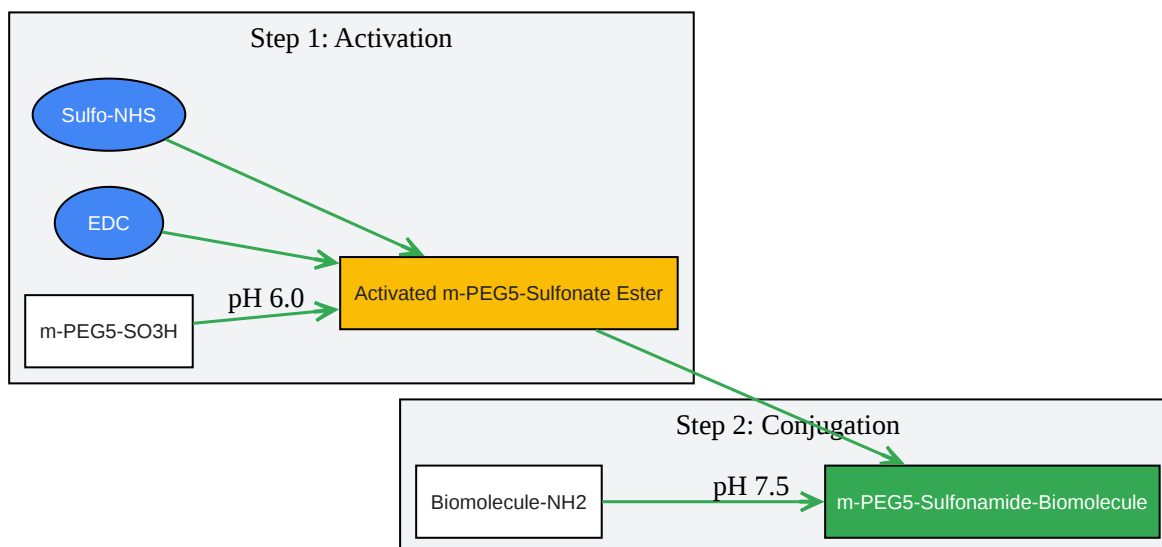 Step 1: Activation
Sulfo-NHS
EDC
m-PEG5-SO3H
pH 6.0
Activated m-PEG5-Sulfonate Ester
Step 2: Conjugation
Biomolecule-NH2
pH 7.5
m-PEG5-Sulfonamide-Biomolecule